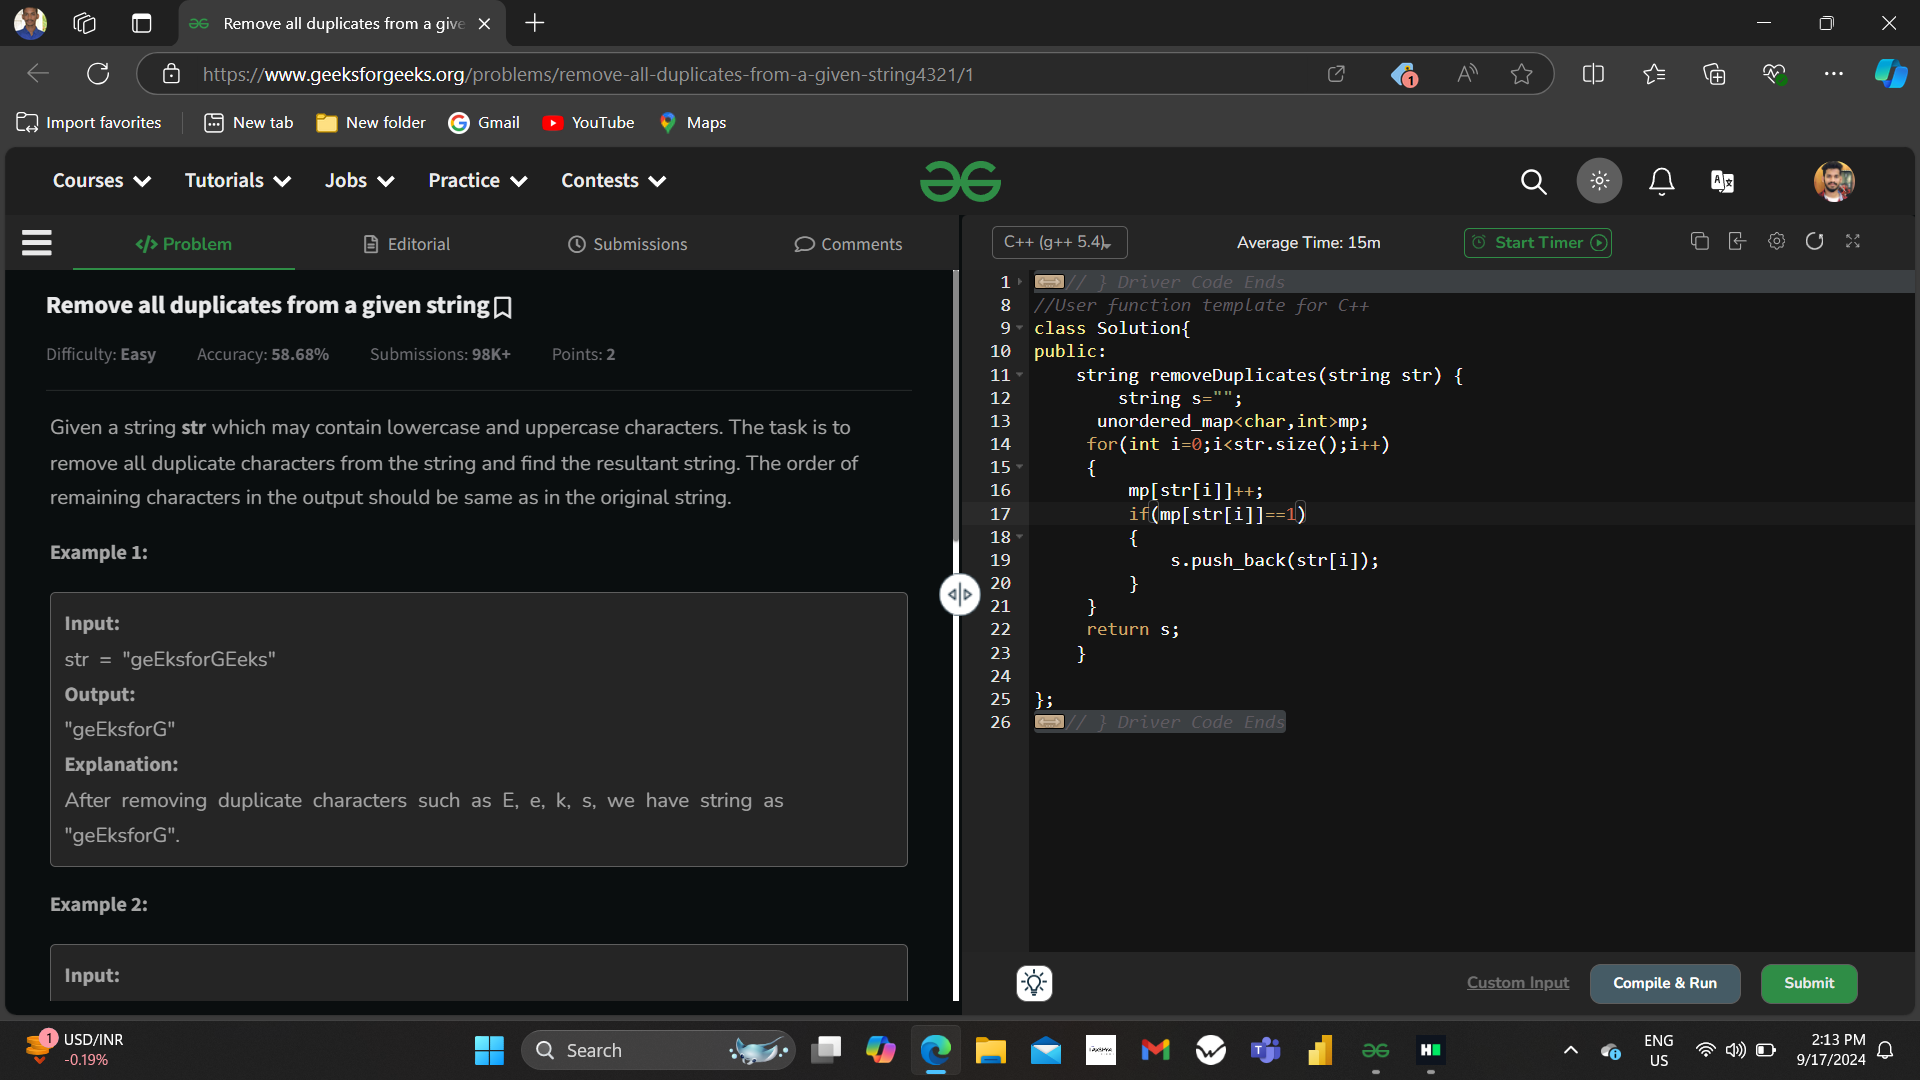 Remove all duplicates from a give
https://www.geeksforgeeks.org/problems/remove-all-duplicates-from-a-given-string4321/1
1
Import favorites
New tab
New folder
Gmail
YouTube
Maps
Courses
Tutorials
Jobs
Practice
Contests
</> Problem
Editorial
Submissions
Comments
C++ (g++ 5.4)
Average Time: 15m
Start Timer
Remove all duplicates from a given string
Difficulty: Easy Accuracy: 58.68% Submissions: 98K+ Points: 2
Given a string str which may contain lowercase and uppercase characters. The task is to
remove all duplicate characters from the string and find the resultant string. The order of
remaining characters in the output should be same as in the original string.
Example 1:
Input:
str = "geEksforGEeks"
Output:
"geEksforG"
Explanation:
After removing duplicate characters such as E, e, k, s, we have string as
"geEksforG".
Example 2:
Input:
1 // } Driver Code Ends
8 //User function template for C++
9 class Solution{
10 public:
11 string removeDuplicates(string str) {
12 string s="";
13 unordered_map<char,int>mp;
14 for(int i=0;i<str.size();i++)
15 {
16 mp[str[i]]++;
17 if(mp[str[i]]==1)
18 {
19 s.push_back(str[i]);
20 }
21 }
22 return s;
23 }
24
25 };
26 // } Driver Code Ends
Custom Input
Compile & Run
Submit
1
USD/INR
-0.19%
Search
ENG
US
2:13 PM
9/17/2024